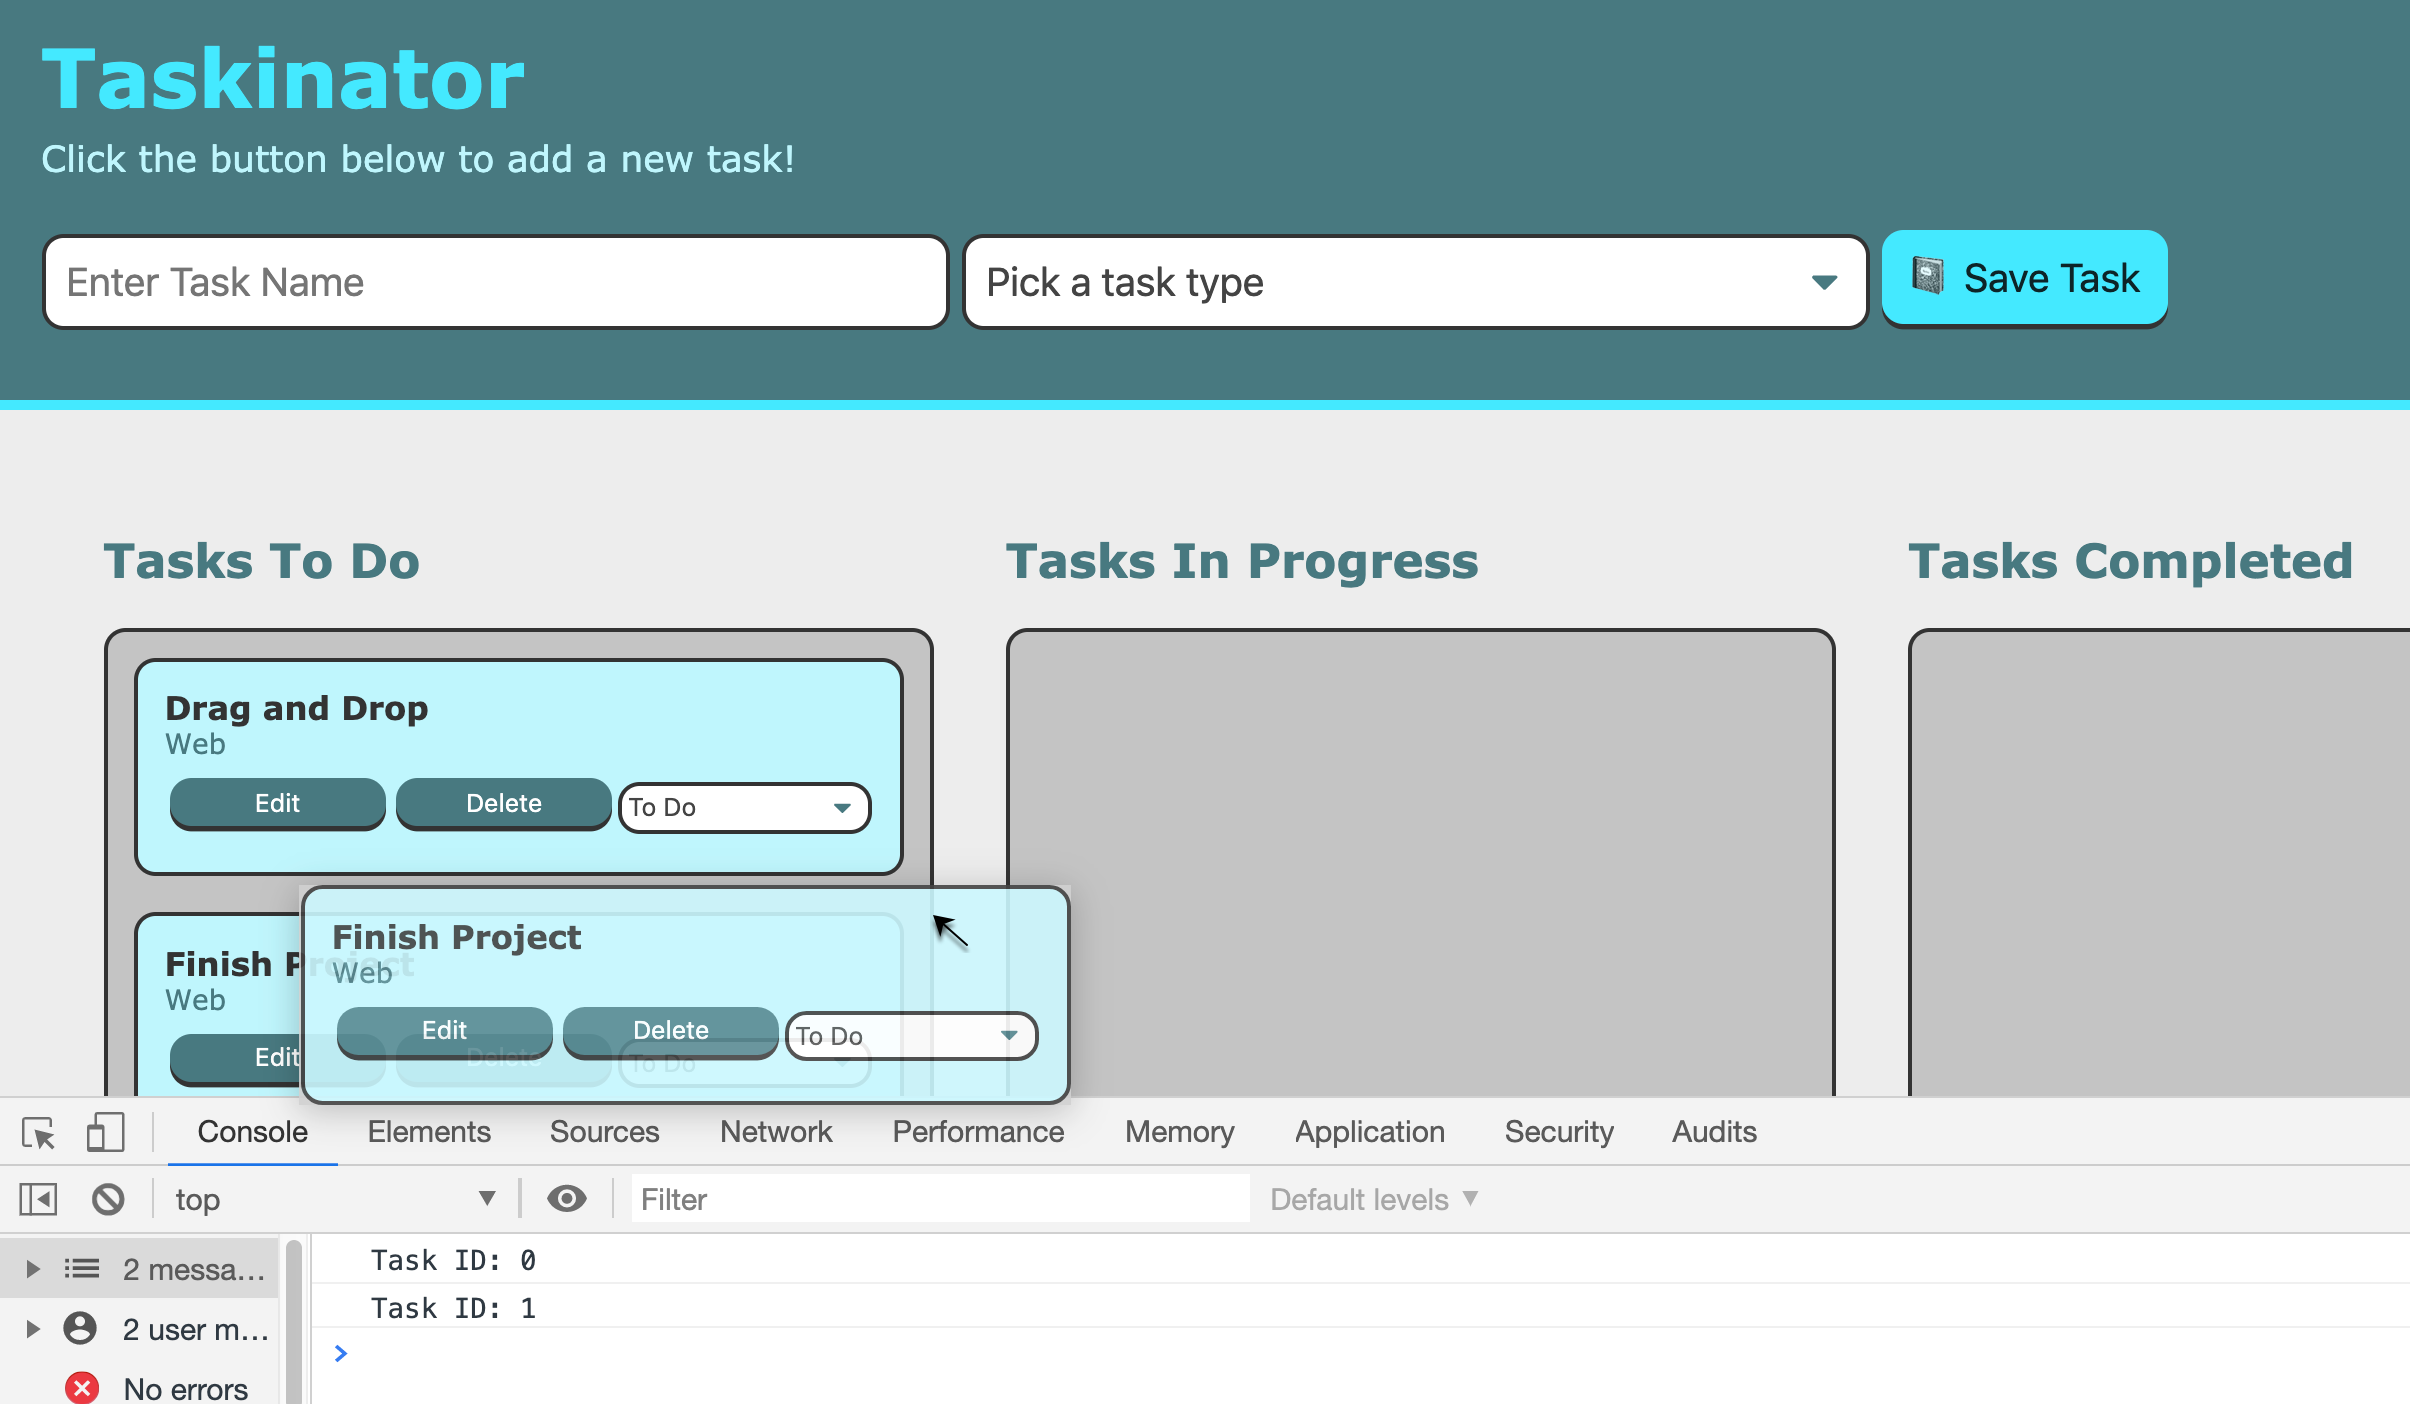 Taskinator
Click the button below to add a new task!
Enter Task Name
Pick a task type
Save Task
Tasks To Do
Tasks In Progress
Tasks Completed
Drag and Drop
Web
Edit
Delete
To Do
Finish Project
Web
Edit
Delete
To Do
Finish Project
Web
Edit
Delete
To Do
Console
Elements
Sources
Network
Performance
Memory
Application
Security
Audits
top
Filter
Default levels
2 messa...
2 user m...
No errors
Task ID: 0
Task ID: 1